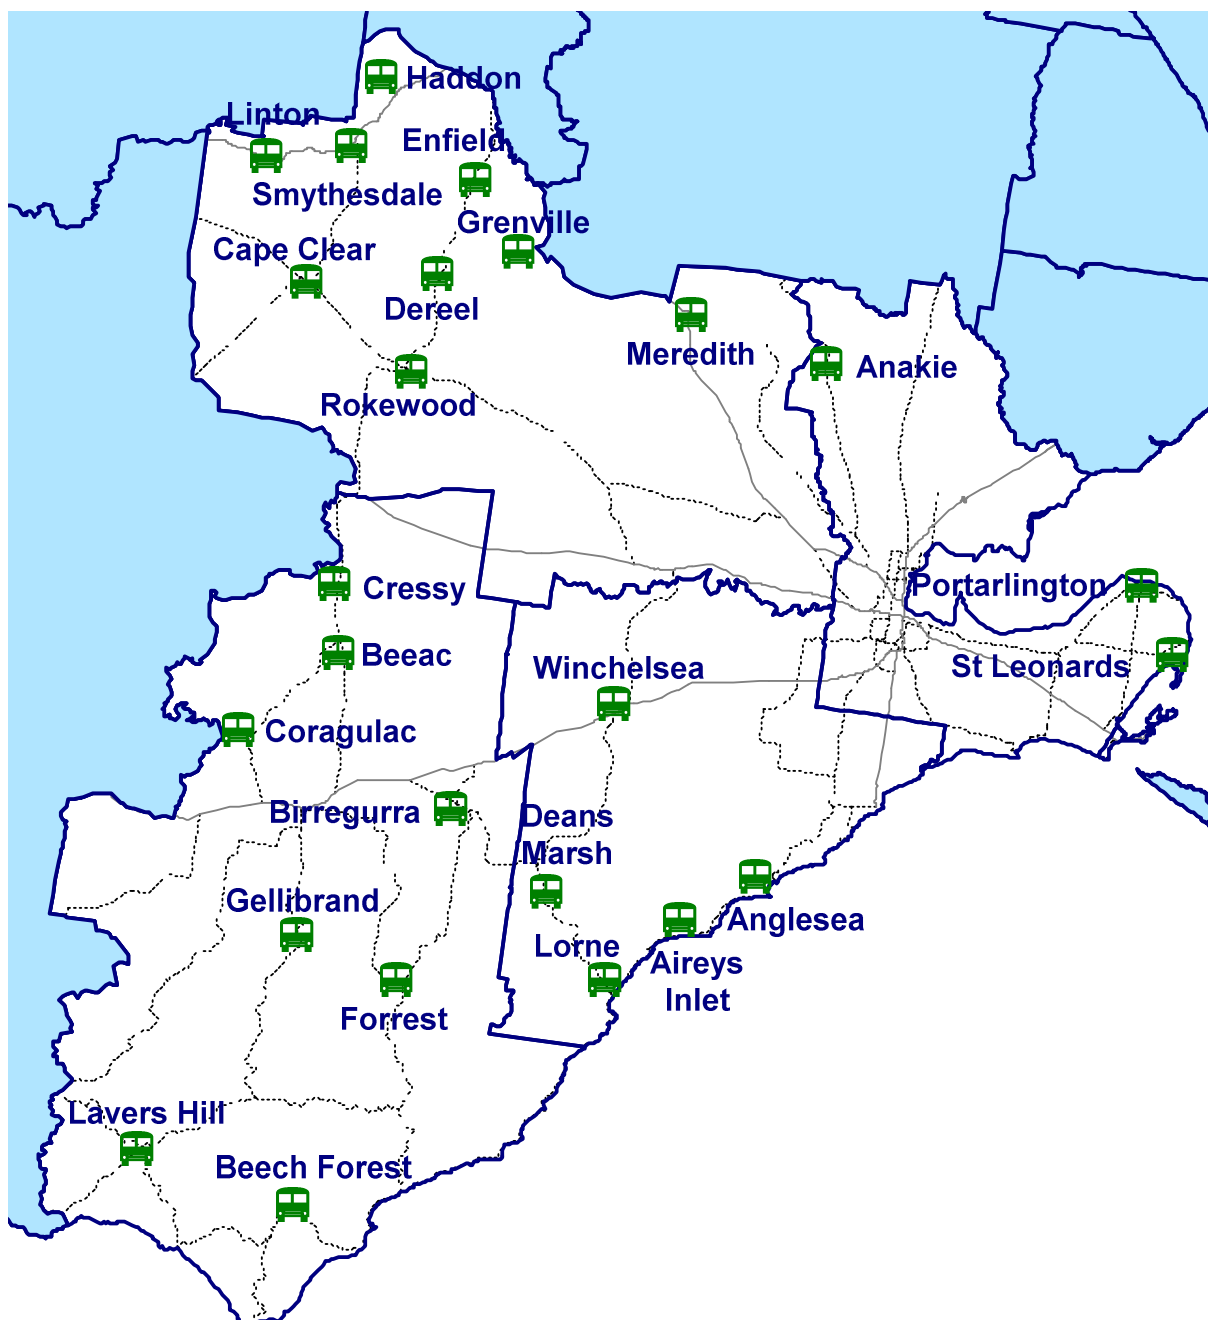 Haddon
Linton
Enfield
Smythesdale
Grenville
Cape Clear
Dereel
Meredith
Anakie
Rokewood
Cressy
Portarlington
Beeac
St Leonards
Winchelsea
Coragulac
Birregurra
Deans
Marsh
Gellibrand
Anglesea
Lorne
Aireys
Inlet
Forrest
Lavers Hill
Beech Forest